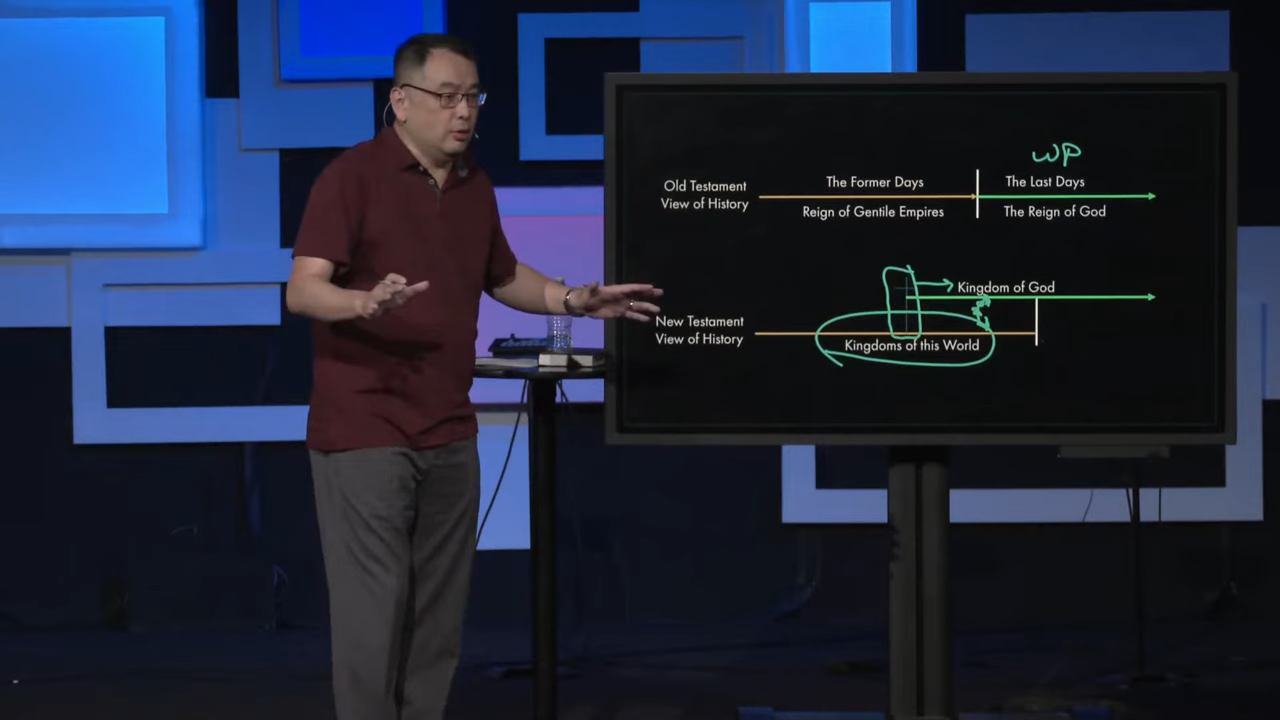 WP
Old Testament
View of History
The Former Days
The Last Days
Reign of Gentile Empires
The Reign of God
Kingdom of God
New Testament
View of History
Kingdoms of this World